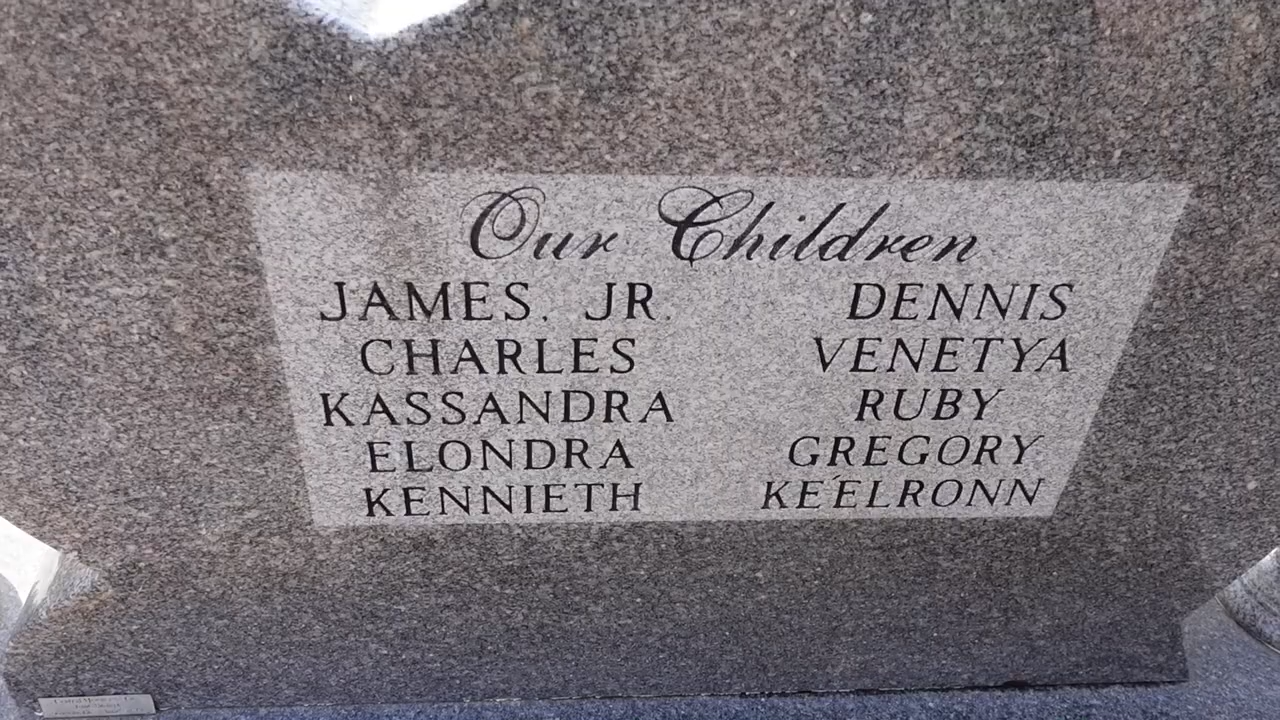 Our Children
JAMES. JR. DENNIS
CHARLES VENETYA
KASSANDRA RUBY
ELONDRA GREGORY
KENNIETH KE'ELRONN